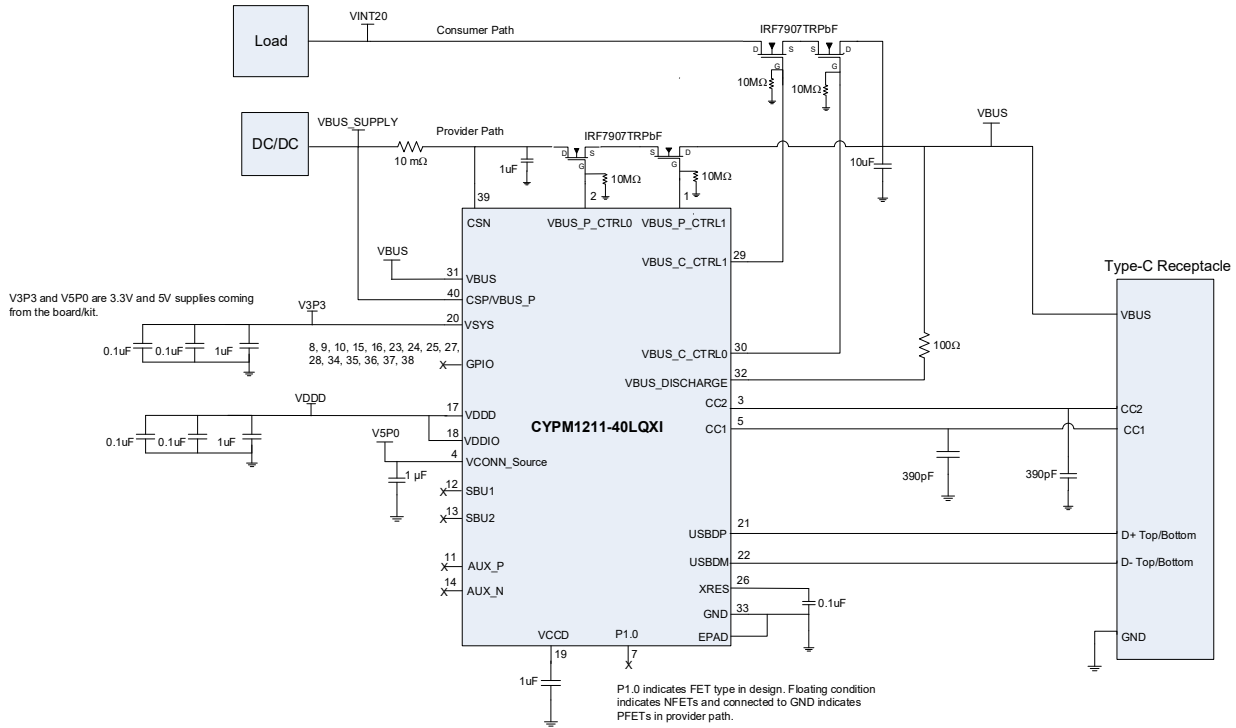 Load
VINT20
Consumer Path
IRF7907TRPbF
D
S
G
S
D
G
10MΩ
10MΩ
DC/DC
VBUS_SUPPLY
Provider Path
10 mΩ
1uF
IRF7907TRPbF
D
S
G
S
D
G
10MΩ
10MΩ
VBUS
10uF
39
2
1
CSN
VBUS_P_CTRL0
VBUS_P_CTRL1
29
VBUS_C_CTRL1
VBUS
31
VBUS
40
CSP/VBUS_P
Type-C Receptacle
V3P3 and V5P0 are 3.3V and 5V supplies coming
from the board/kit.
V3P3
20
VSYS
0.1uF
0.1uF
1uF
8, 9, 10, 15, 16, 23, 24, 25, 27,
28, 34, 35, 36, 37, 38
X
GPIO
VBUS
30
VBUS_C_CTRL0
100Ω
32
VBUS_DISCHARGE
VDDD
17
VDDD
18
VDDIO
0.1uF
0.1uF
1uF
CYPM1211-40LQXI
3
CC2
CC2
5
CC1
CC1
V5P0
4
VCONN_Source
1 µF
390pF
390pF
12
X
SBU1
13
X
SBU2
21
USBDP
D+ Top/Bottom
22
USBDM
D- Top/Bottom
11
X
AUX_P
14
X
AUX_N
26
XRES
0.1uF
33
GND
EPAD
GND
VCCD
P1.0
19
7
X
1uF
P1.0 indicates FET type in design. Floating condition
indicates NFETs and connected to GND indicates
PFETs in provider path.